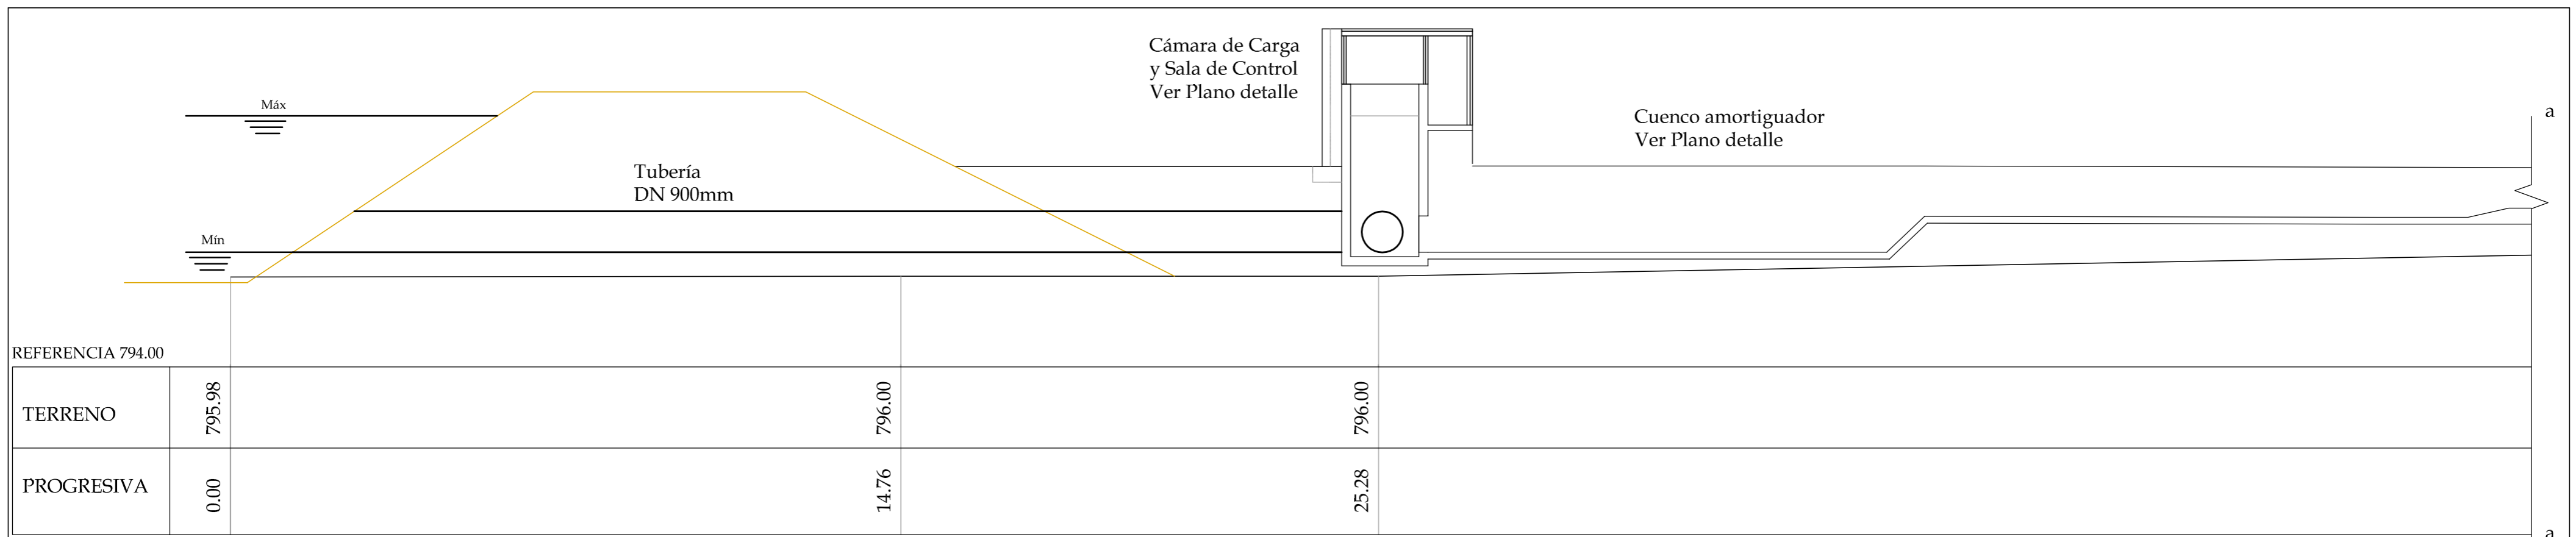 Cámara de Carga
y Sala de Control
Ver Plano detalle
Máx
a
Cuenco amortiguador
Ver Plano detalle
Tubería
DN 900mm
Mín
REFERENCIA 794.00
TERRENO 795.98 796.00 796.00
PROGRESIVA 0.00 14.76 25.28
a